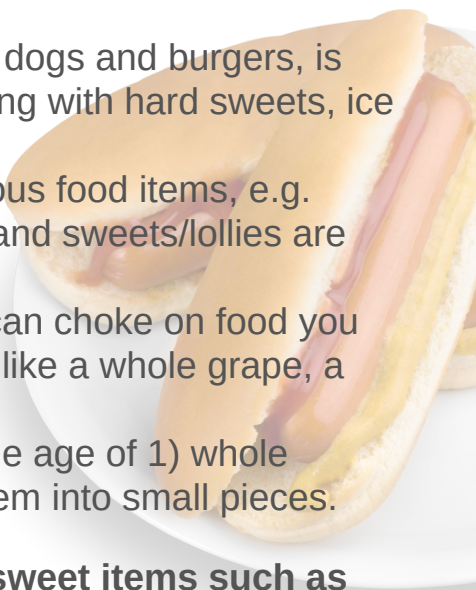 dogs and burgers, is
ng with hard sweets, ice
ous food items, e.g.
and sweets/lollies are
can choke on food you
like a whole grape, a
e age of 1) whole
em into small pieces.
sweet items such as